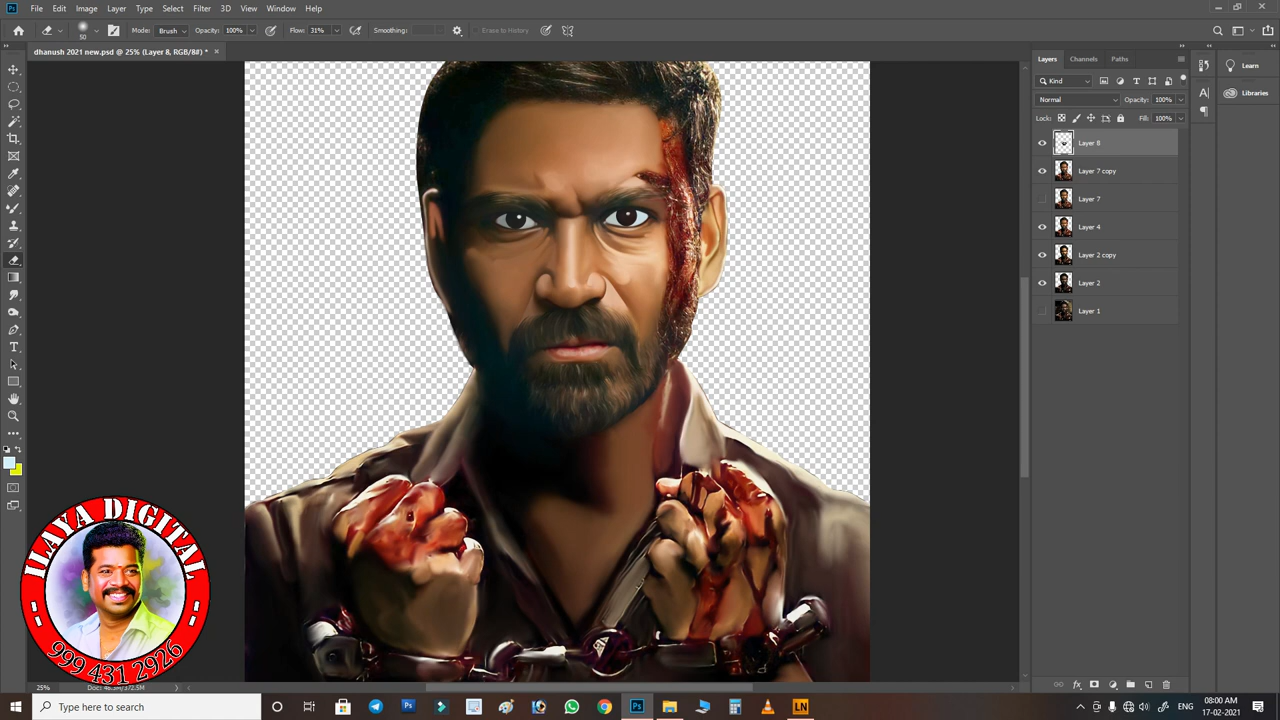 File Edit Image Layer Type Select Filter 3D View Window Help
50 Mode: Brush Opacity: 100% Flow: 31% Smoothing: Erase to History
dhanush 2021 new.psd @ 25% (Layer 8, RGB/8#) * ×
Layers Channels Paths
Kind
Normal Opacity: 100%
Lock: Fill: 100%
Layer 8
Layer 7 copy
Layer 7
Layer 4
Layer 2 copy
Layer 2
Layer 1
Learn
Libraries
ILAYA DIGITAL
999 431 2926
25%
Type here to search
Ps
LN
ENG
08:00 AM
17-02-2021